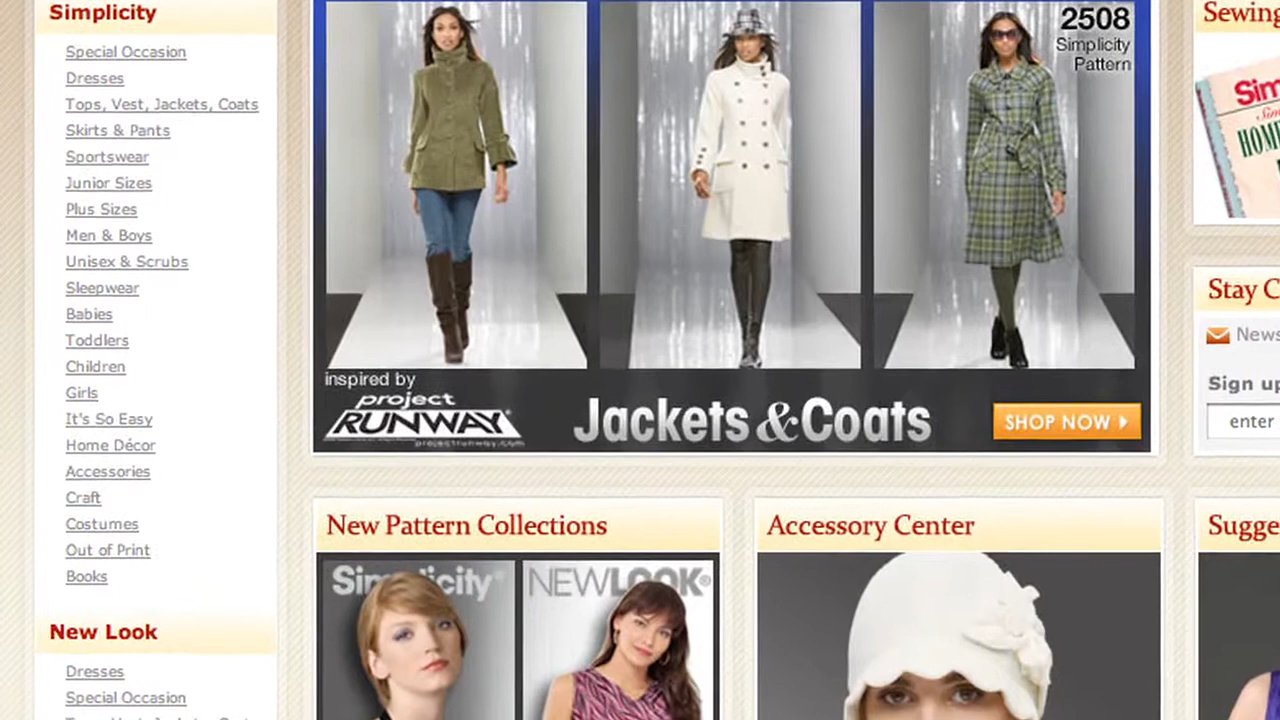 Simplicity
Special Occasion
Dresses
Tops, Vest, Jackets, Coats
Skirts & Pants
Sportswear
Junior Sizes
Plus Sizes
Men & Boys
Unisex & Scrubs
Sleepwear
Babies
Toddlers
Children
Girls
It's So Easy
Home Décor
Accessories
Craft
Costumes
Out of Print
Books
New Look
Dresses
Special Occasion
2508
Simplicity
Pattern
inspired by
project
RUNWAY
projectrunway.com
Jackets & Coats
SHOP NOW
New Pattern Collections
Simplicity
NEWLOOK®
Accessory Center
Sewing
Sim
HOM
Stay C
News
Sign up
enter
Sugge